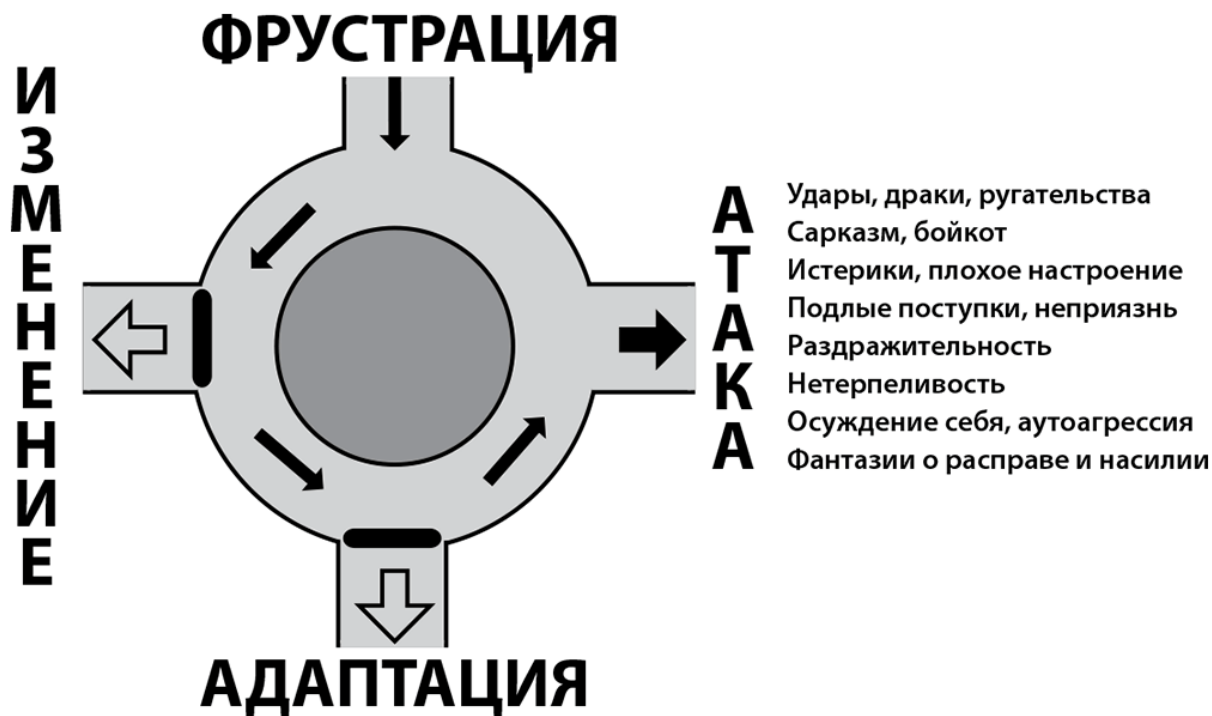 ФРУСТРАЦИЯ
ИЗМЕНЕНИЕ
АТАКА
Удары, драки, ругательства
Сарказм, бойкот
Истерики, плохое настроение
Подлые поступки, неприязнь
Раздражительность
Нетерпеливость
Осуждение себя, аутоагрессия
Фантазии о расправе и насилии
АДАПТАЦИЯ